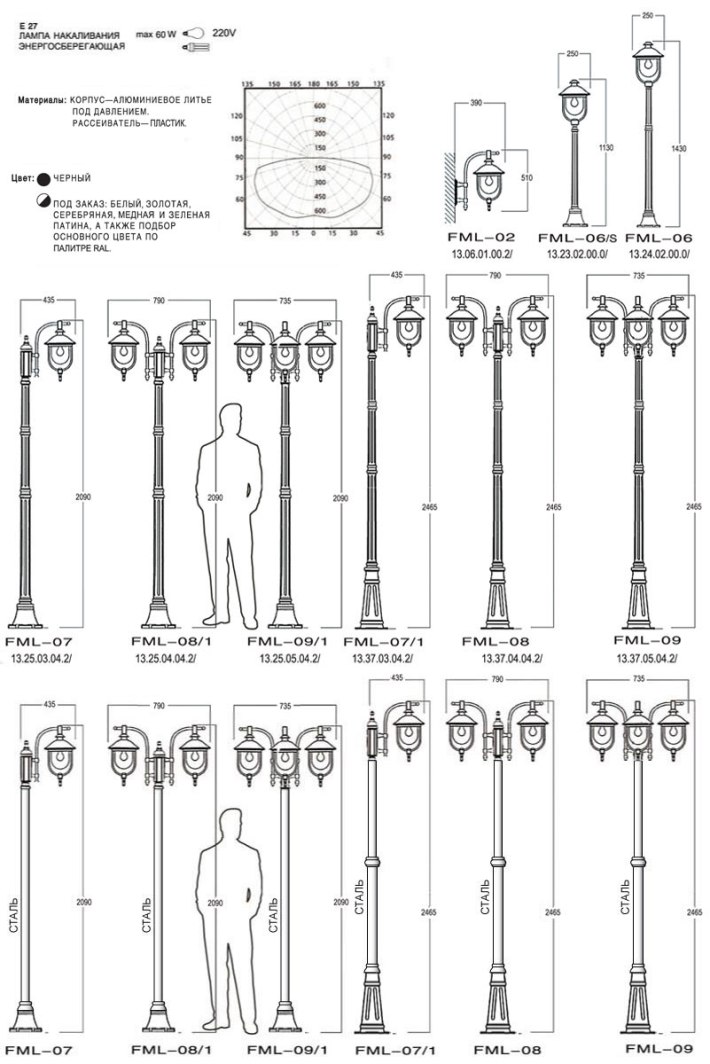 E 27
ЛАМПА НАКАЛИВАНИЯ max 60 W 220V
ЭНЕРГОСБЕРЕГАЮЩАЯ
Материалы: КОРПУС—АЛЮМИНИЕВОЕ ЛИТЬЕ
ПОД ДАВЛЕНИЕМ.
РАССЕИВАТЕЛЬ— ПЛАСТИК.
Цвет: ЧЕРНЫЙ
ПОД ЗАКАЗ: БЕЛЫЙ, ЗОЛОТАЯ,
СЕРЕБРЯНАЯ, МЕДНАЯ И ЗЕЛЕНАЯ
ПАТИНА, А ТАКЖЕ ПОДБОР
ОСНОВНОГО ЦВЕТА ПО
ПАЛИТРЕ RAL.
135 150 165 180 165 150 135
600
450
120 300 120
105 150 105
90 90
75 150 75
300
60 450 60
600
45 30 15 0 15 30 45
390
510
FML-02
13.06.01.00.2/
250
1130
FML-06/S
13.23.02.00.0/
250
1430
FML-06
13.24.02.00.0/
435 790 735 435 790 735
2090 2090 2090 2465 2465 2465
FML-07 FML-08/1 FML-09/1 FML-07/1 FML-08 FML-09
13.25.03.04.2/ 13.25.04.04.2/ 13.25.05.04.2/ 13.37.03.04.2/ 13.37.04.04.2/ 13.37.05.04.2/
435 790 735 435 790 735
СТАЛЬ 2090 СТАЛЬ 2090 СТАЛЬ 2090 СТАЛЬ 2465 СТАЛЬ 2465 СТАЛЬ 2465
FML-07 FML-08/1 FML-09/1 FML-07/1 FML-08 FML-09